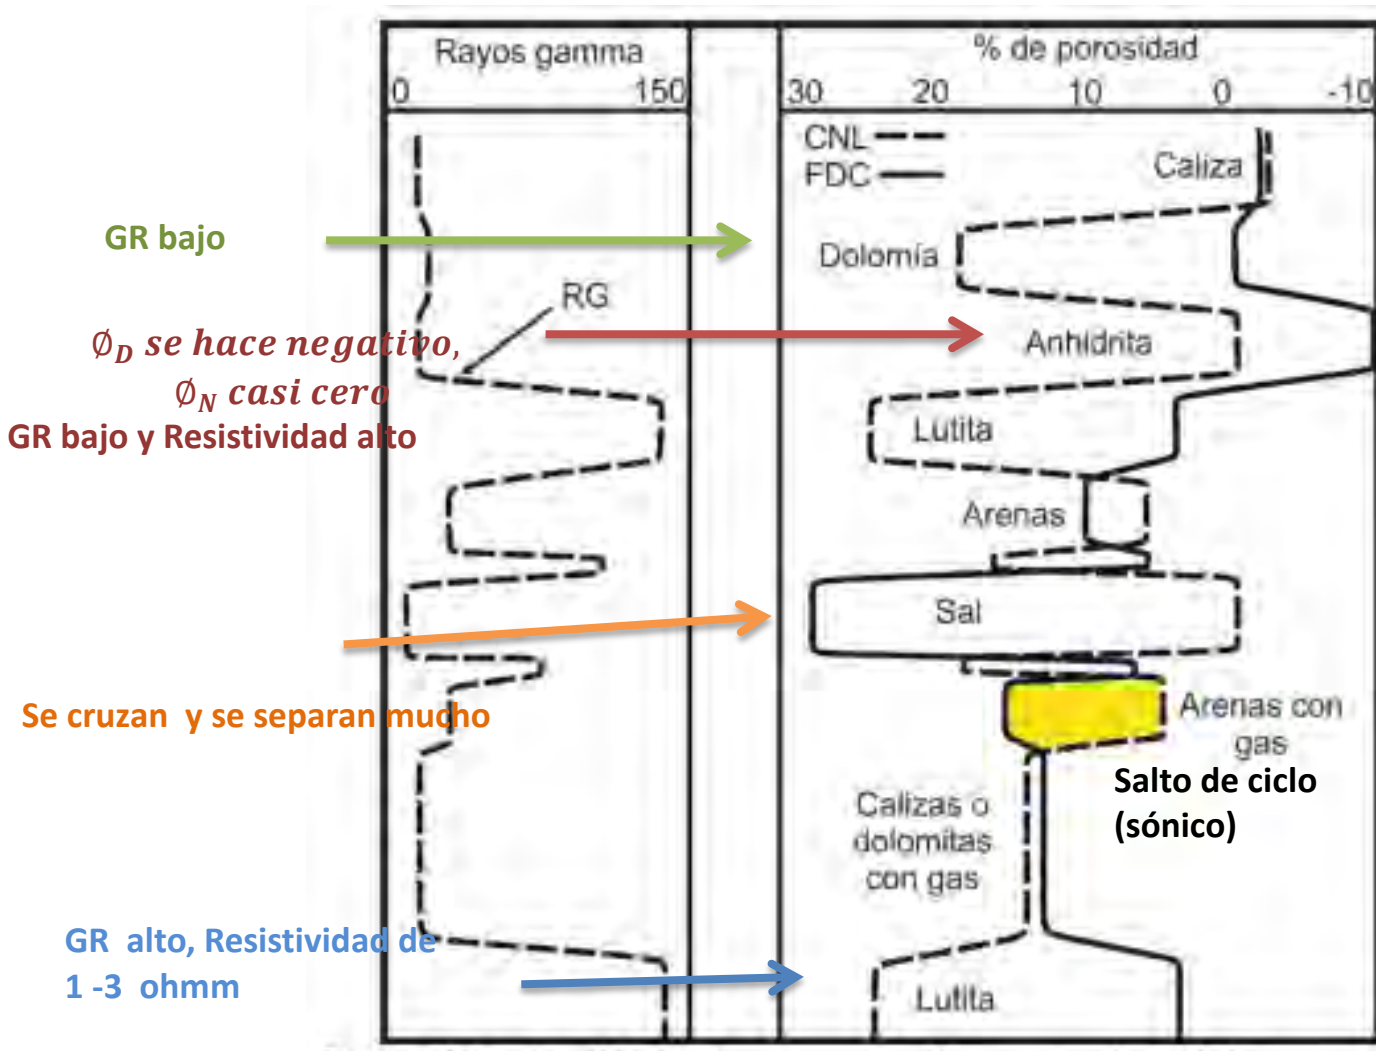 Rayos gamma
0 150
% de porosidad
30 20 10 0 -10
CNL
FDC
Caliza
GR bajo
Dolomía
RG
∅D se hace negativo,
∅N casi cero
GR bajo y Resistividad alto
Anhidrita
Lutita
Arenas
Sal
Se cruzan y se separan mucho
Arenas con
gas
Salto de ciclo
(sónico)
Calizas o
dolomitas
con gas
GR alto, Resistividad de
1 -3 ohmm
Lutita